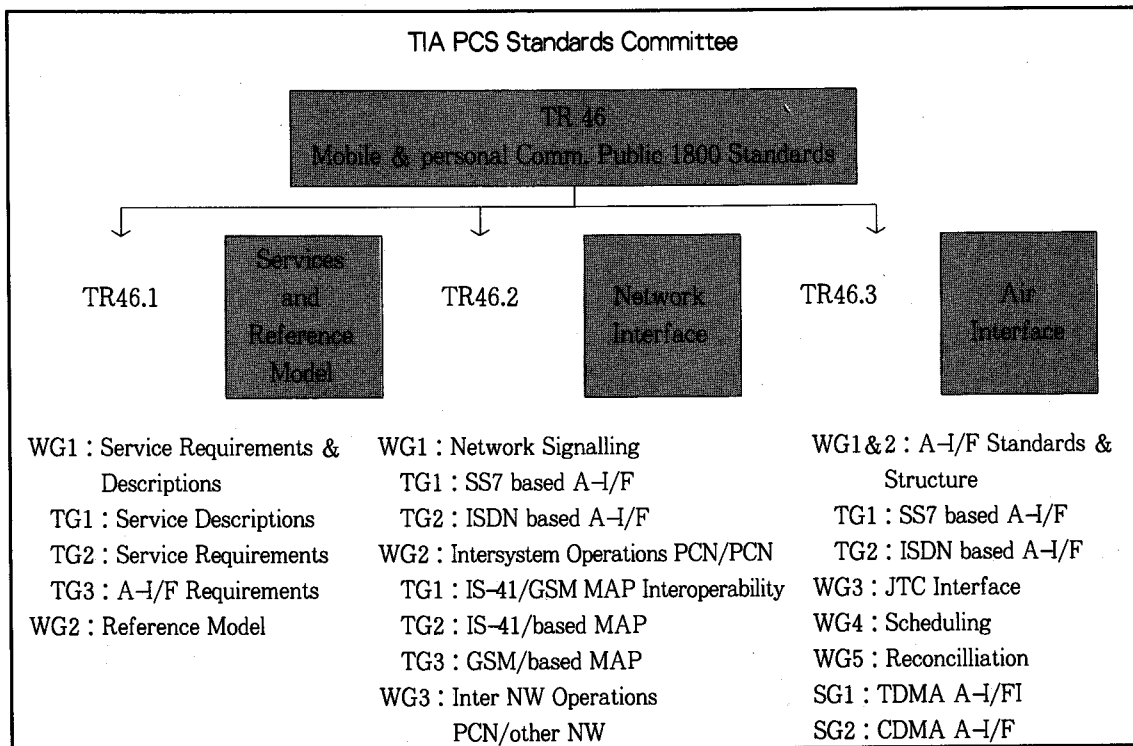 TIA PCS Standards Committee
TR 46
Mobile & personal Comm. Public 1800 Standards
TR46.1
Services
and
Reference
Model
TR46.2
Network
Interface
TR46.3
Air
Interface
WG1 : Service Requirements &
Descriptions
TG1 : Service Descriptions
TG2 : Service Requirements
TG3 : A-I/F Requirements
WG2 : Reference Model
WG1 : Network Signalling
TG1 : SS7 based A-I/F
TG2 : ISDN based A-I/F
WG2 : Intersystem Operations PCN/PCN
TG1 : IS-41/GSM MAP Interoperability
TG2 : IS-41/based MAP
TG3 : GSM/based MAP
WG3 : Inter NW Operations
PCN/other NW
WG1&2 : A-I/F Standards &
Structure
TG1 : SS7 based A-I/F
TG2 : ISDN based A-I/F
WG3 : JTC Interface
WG4 : Scheduling
WG5 : Reconcilliation
SG1 : TDMA A-I/FI
SG2 : CDMA A-I/F